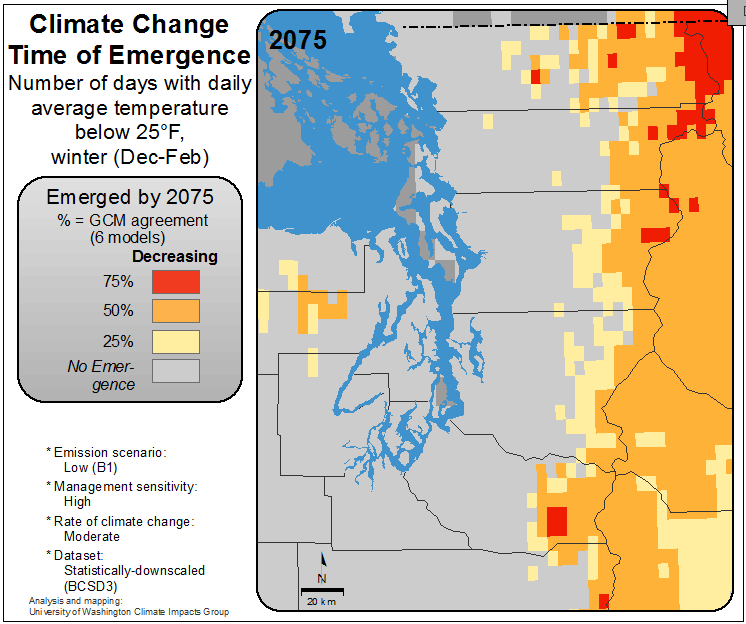 Climate Change
Time of Emergence
Number of days with daily
average temperature
below 25°F,
winter (Dec-Feb)
2075
Emerged by 2075
% = GCM agreement
(6 models)
Decreasing
75%
50%
25%
No Emer-
gence
* Emission scenario:
Low (B1)
* Management sensitivity:
High
* Rate of climate change:
Moderate
* Dataset:
Statistically-downscaled
(BCSD3)
Analysis and mapping:
University of Washington Climate Impacts Group
N
20 km